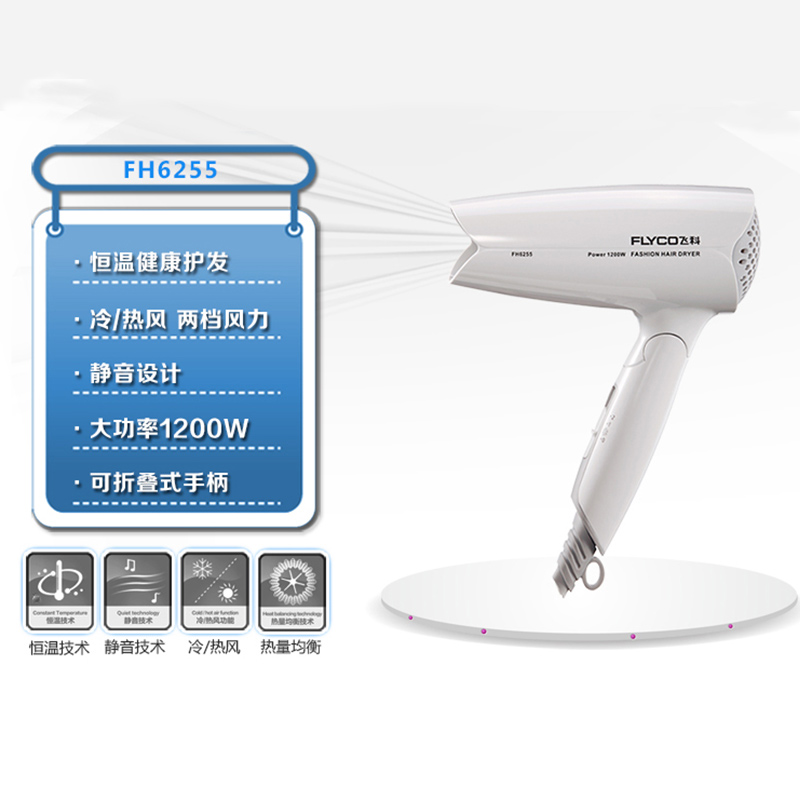 FH6255
· 恒温健康护发
· 冷/热风 两档风力
· 静音设计
· 大功率1200W
· 可折叠式手柄
FLYCO飞科
FH6255 Power 1200W FASHION HAIR DRYER
Constant Temperature
恒温技术
Quiet technology
静音技术
Cold / hot air function
冷/热风功能
Heat balancing technology
热量均衡技术
恒温技术 静音技术 冷/热风 热量均衡